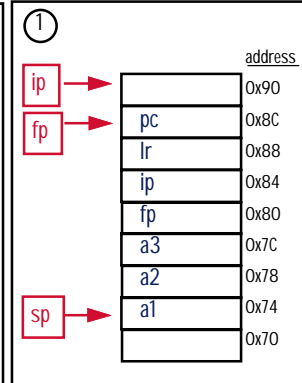 1
address
ip 0x90
fp pc 0x8C
lr 0x88
ip 0x84
fp 0x80
a3 0x7C
a2 0x78
sp a1 0x74
0x70